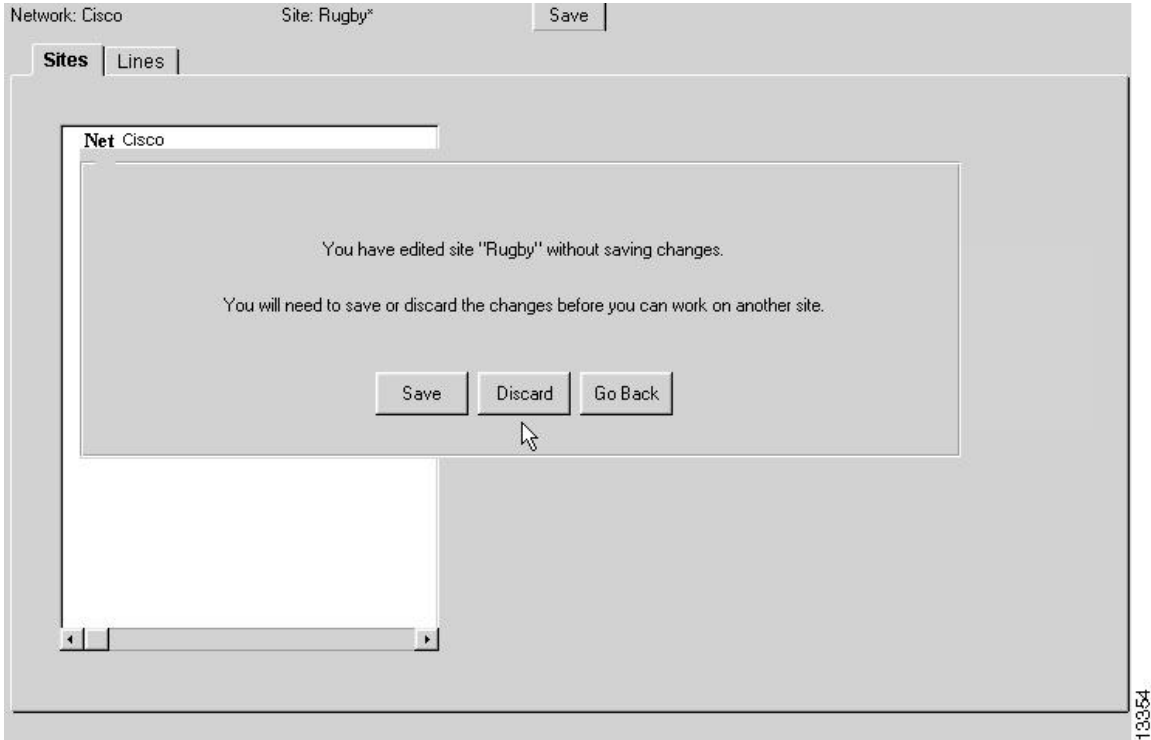 Network: Cisco Site: Rugby* Save
Sites Lines
Net Cisco
You have edited site "Rugby" without saving changes.
You will need to save or discard the changes before you can work on another site.
Save Discard Go Back
13354